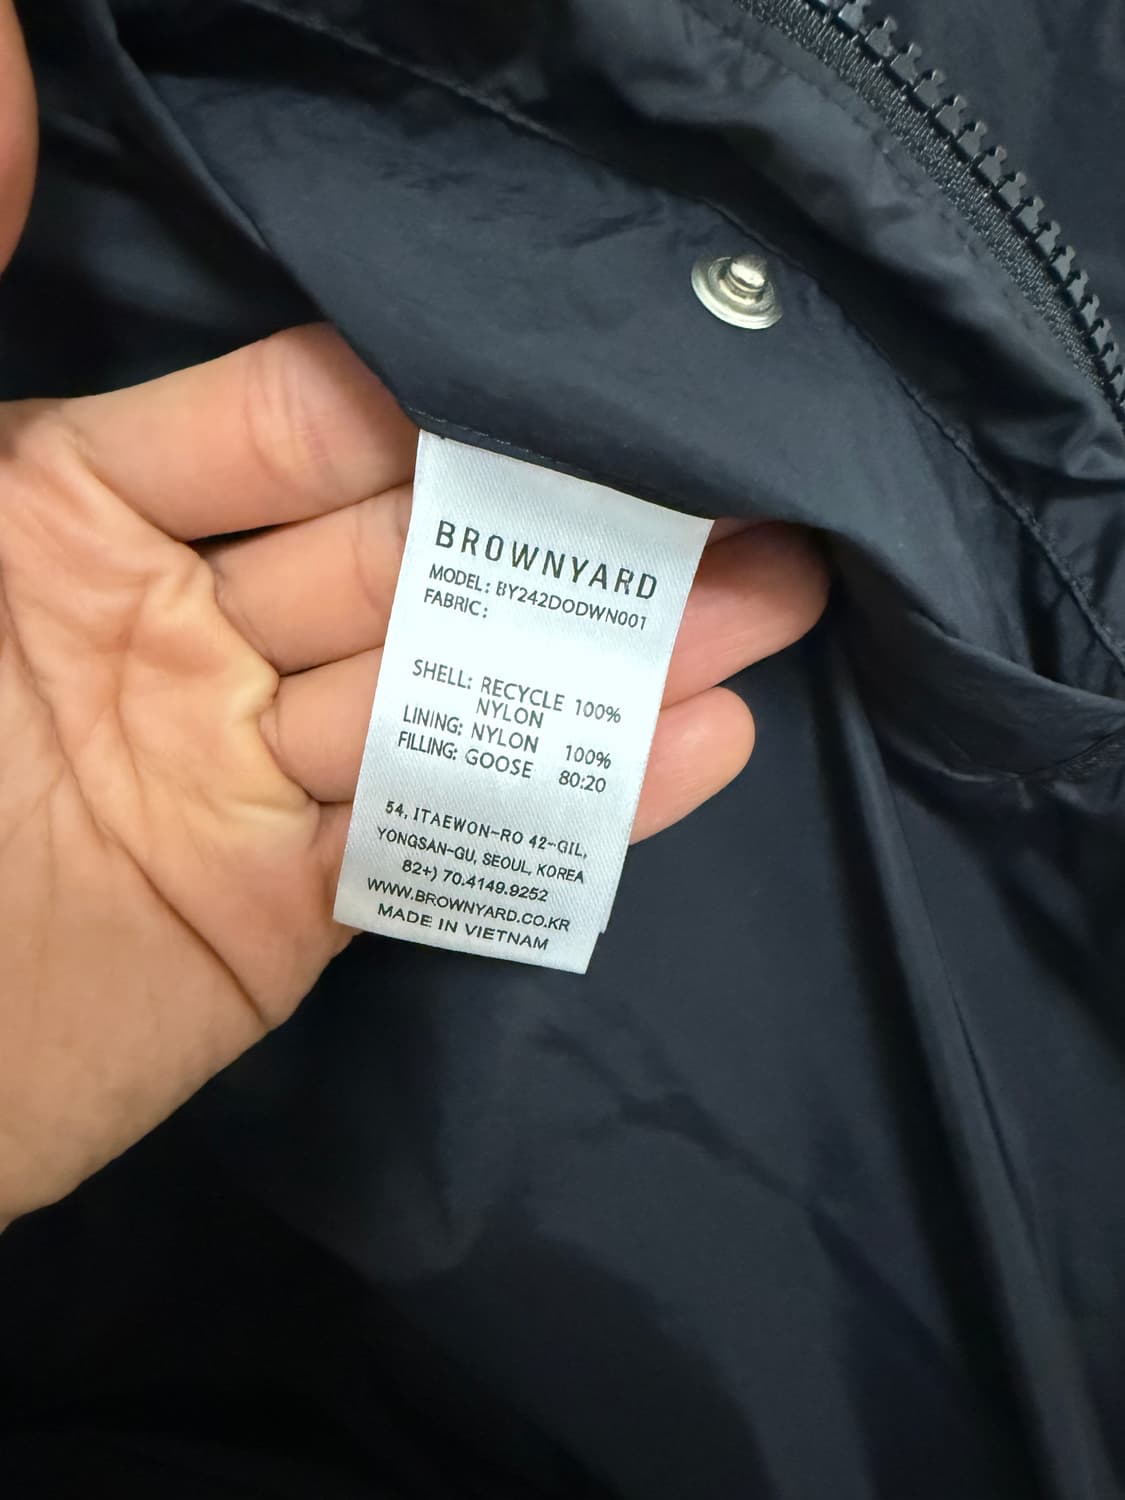 BROWNYARD
MODEL: BY242DODWN001
FABRIC:
SHELL: RECYCLE 100%
NYLON
LINING: NYLON 100%
FILLING: GOOSE 80:20
54, ITAEWON-RO 42-GIL,
YONGSAN-GU, SEOUL, KOREA
82+) 70.4149.9252
WWW.BROWNYARD.CO.KR
MADE IN VIETNAM